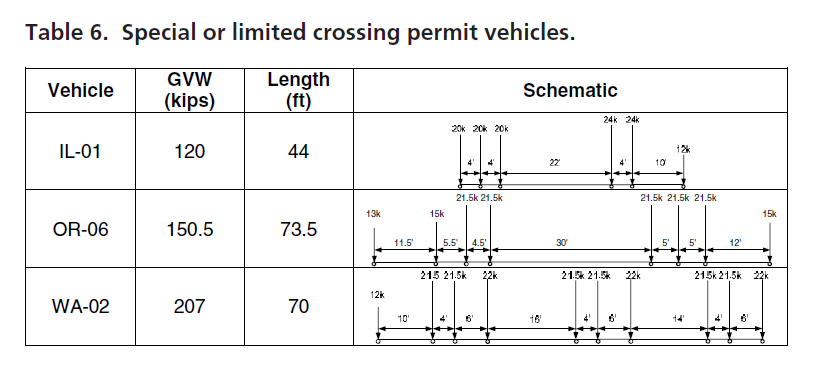 Table 6. Special or limited crossing permit vehicles.
Vehicle GVW (kips) Length (ft) Schematic
IL-01 120 44
20k 20k 20k 24k 24k 12k
4' 4' 22' 4' 10'
OR-06 150.5 73.5
13k 15k 21.5k 21.5k 21.5k 21.5k 21.5k 15k
11.5' 5.5' 4.5' 30' 5' 5' 12'
WA-02 207 70
12k 21.5 21.5k 22k 21.5k 21.5k 22k 21.5k 21.5k 22k
10' 4' 6' 16' 4' 6' 14' 4' 6'